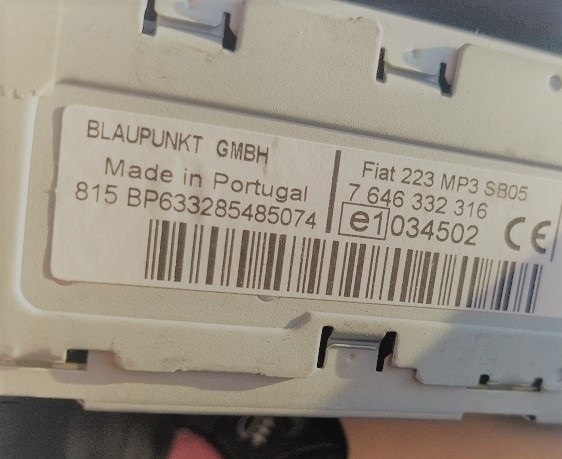 BLAUPUNKT GMBH
Made in Portugal
815 BP633285485074
Fiat 223 MP3 SB05
7 646 332 316
e1 034502 CE